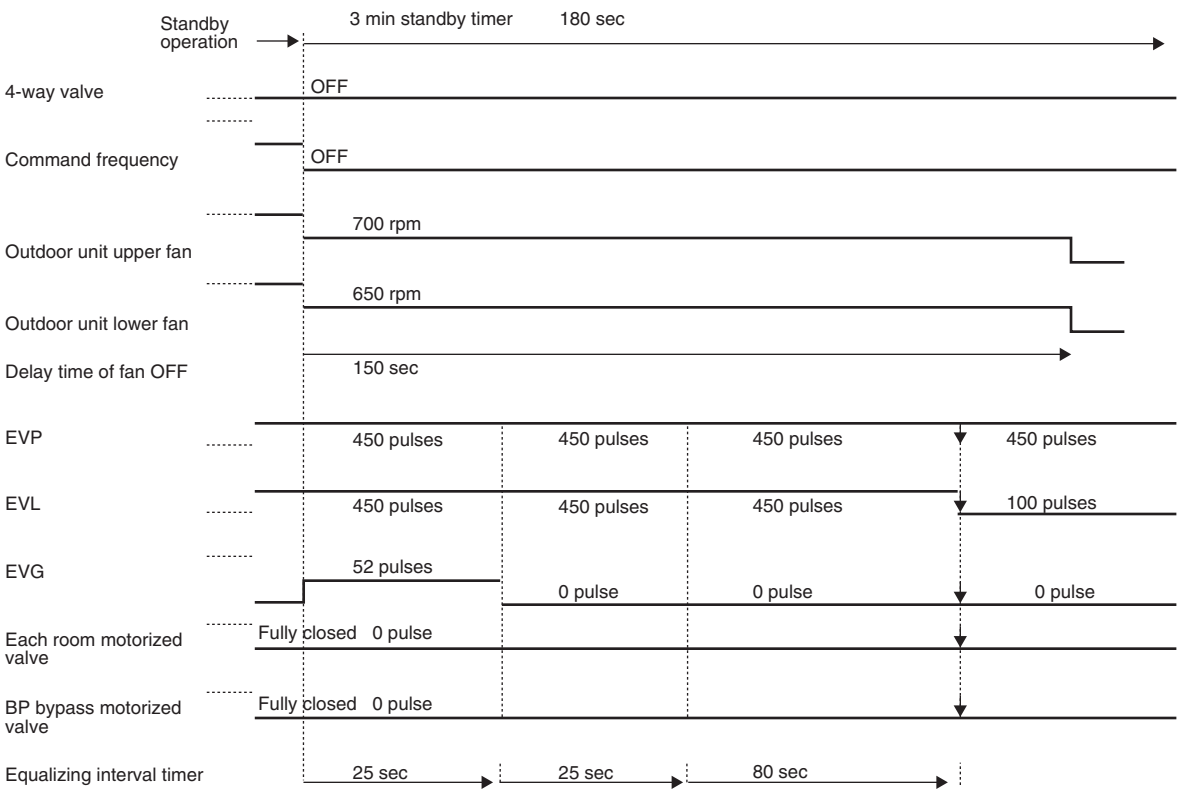 3 min standby timer 180 sec
Standby
operation
4-way valve
OFF
Command frequency
OFF
700 rpm
Outdoor unit upper fan
650 rpm
Outdoor unit lower fan
Delay time of fan OFF
150 sec
EVP
450 pulses 450 pulses 450 pulses 450 pulses
EVL
450 pulses 450 pulses 450 pulses 100 pulses
EVG
52 pulses
0 pulse 0 pulse 0 pulse
Each room motorized
valve
Fully closed 0 pulse
BP bypass motorized
valve
Fully closed 0 pulse
Equalizing interval timer
25 sec 25 sec 80 sec